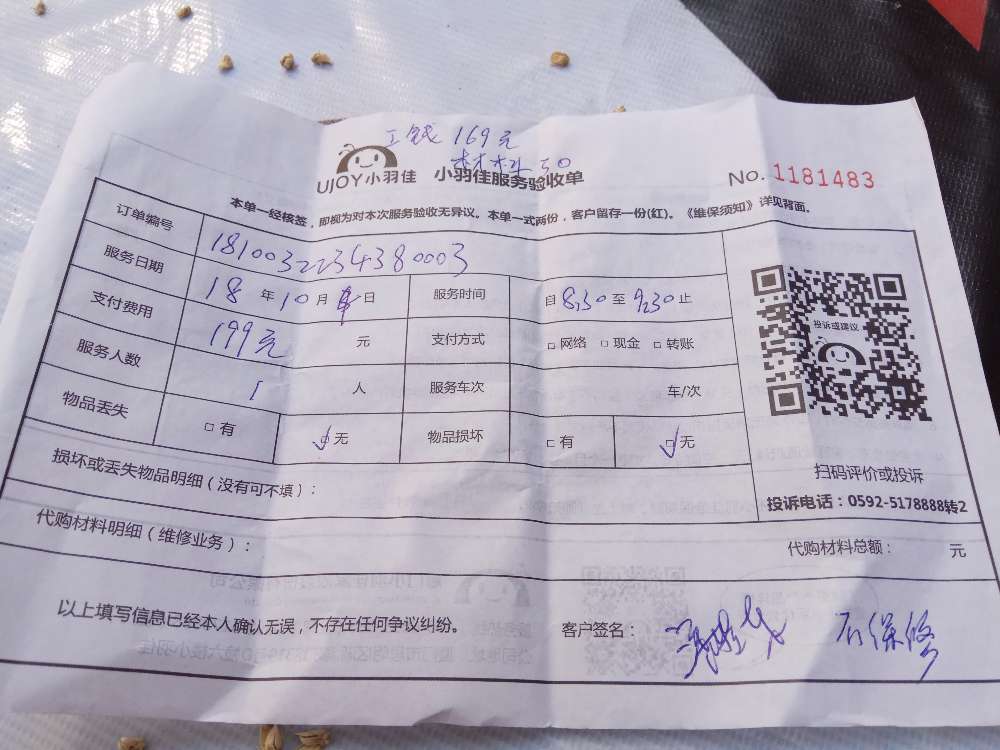 工钱 169元
材料 50
UJOY小羽佳 小羽佳服务验收单
No. 1181483
本单一经核签，即视为对本次服务验收无异议。本单一式两份，客户留存一份(红)。《维保须知》详见背面。
订单编号 1810032234380003
服务日期 18 年 10 月 日 服务时间 自 8:30 至 9:30 止
支付费用 199元 元 支付方式 □ 网络 □ 现金 □ 转账
服务人数 1 人 服务车次 车/次
物品丢失 □ 有 ☑ 无 物品损坏 □ 有 ☑ 无
投诉或建议
扫码评价或投诉
投诉电话：0592-5178888转2
损坏或丢失物品明细（没有可不填）：
代购材料明细（维修业务）： 代购材料总额： 元
以上填写信息已经本人确认无误，不存在任何争议纠纷。 客户签名： 石保修